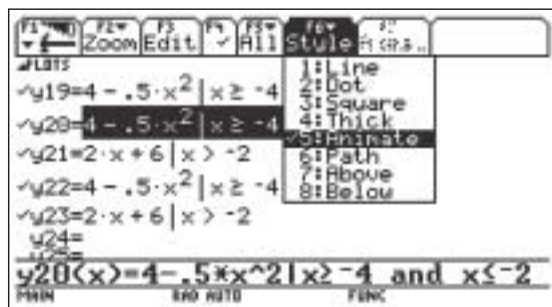 F1 F2 Zoom F3 Edit F4 ✓ F5 All F6 Style
PLOTS
✓y19=4 - .5·x² | x ≥ -4
✓y20=4 - .5·x² | x ≥ -4
✓y21=2·x + 6 | x > -2
✓y22=4 - .5·x² | x ≥ -4
✓y23=2·x + 6 | x > -2
y24=
y25=
1:Line
2:Dot
3:Square
4:Thick
✓5:Animate
6:Path
7:Above
8:Below
y20(x)=4-.5*x^2|x≥-4 and x≤-2
MAIN RAD AUTO FUNC